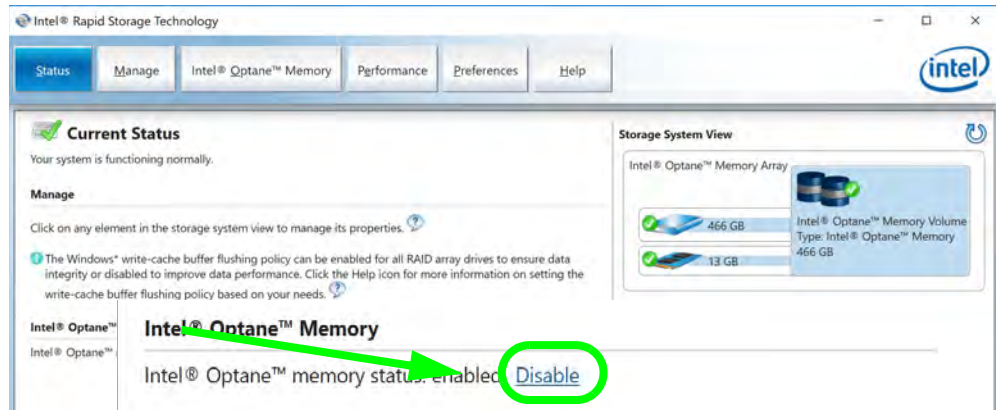 Intel® Rapid Storage Technology
Status
Manage
Intel® Optane™ Memory
Performance
Preferences
Help
intel
Current Status
Your system is functioning normally.
Manage
Click on any element in the storage system view to manage its properties.
The Windows* write-cache buffer flushing policy can be enabled for all RAID array drives to ensure data
integrity or disabled to improve data performance. Click the Help icon for more information on setting the
write-cache buffer flushing policy based on your needs.
Intel® Optane™
Intel® Optane™
Storage System View
Intel® Optane™ Memory Array
466 GB
13 GB
Intel® Optane™ Memory Volume
Type: Intel® Optane™ Memory
466 GB
Intel® Optane™ Memory
Intel® Optane™ memory status: enabled Disable